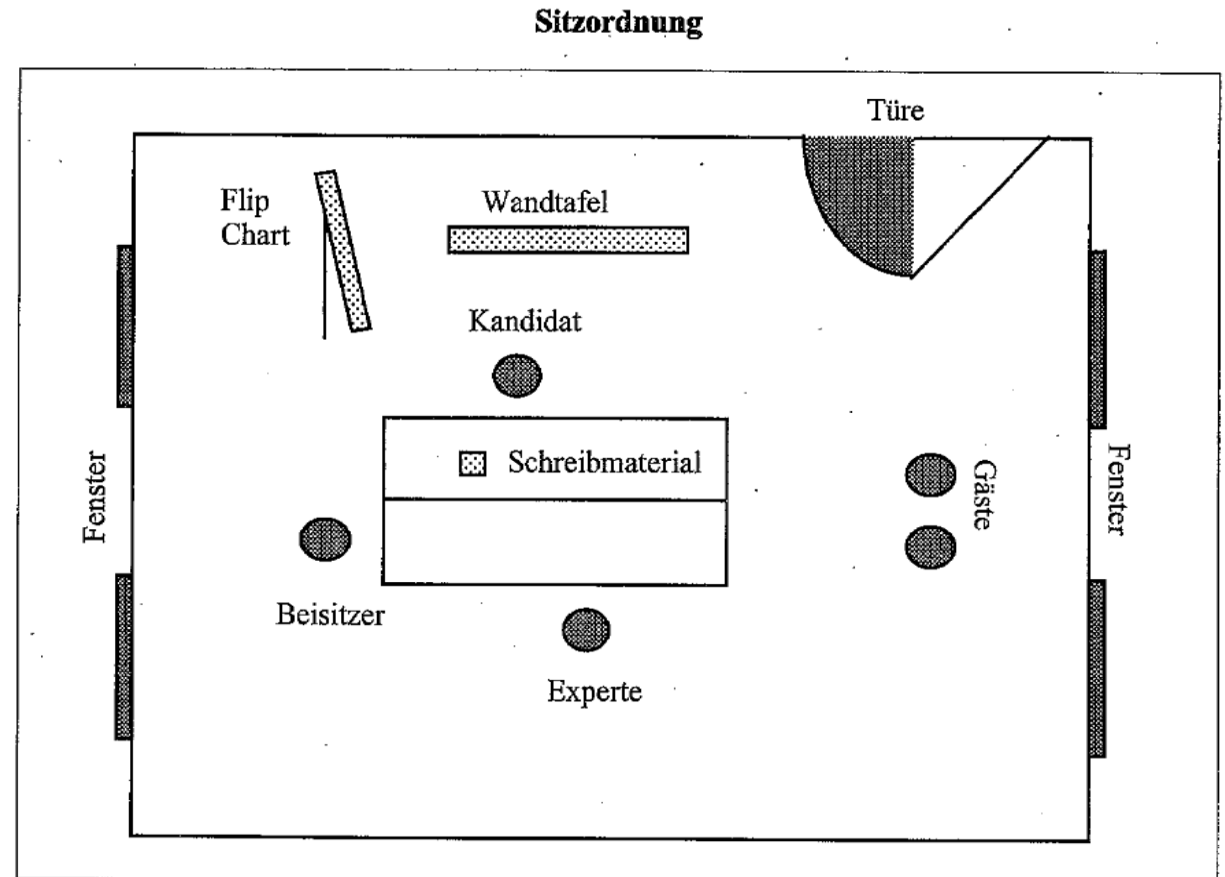 Sitzordnung
Türe
Flip
Chart
Wandtafel
Kandidat
Schreibmaterial
Fenster
Gäste
Fenster
Beisitzer
Experte